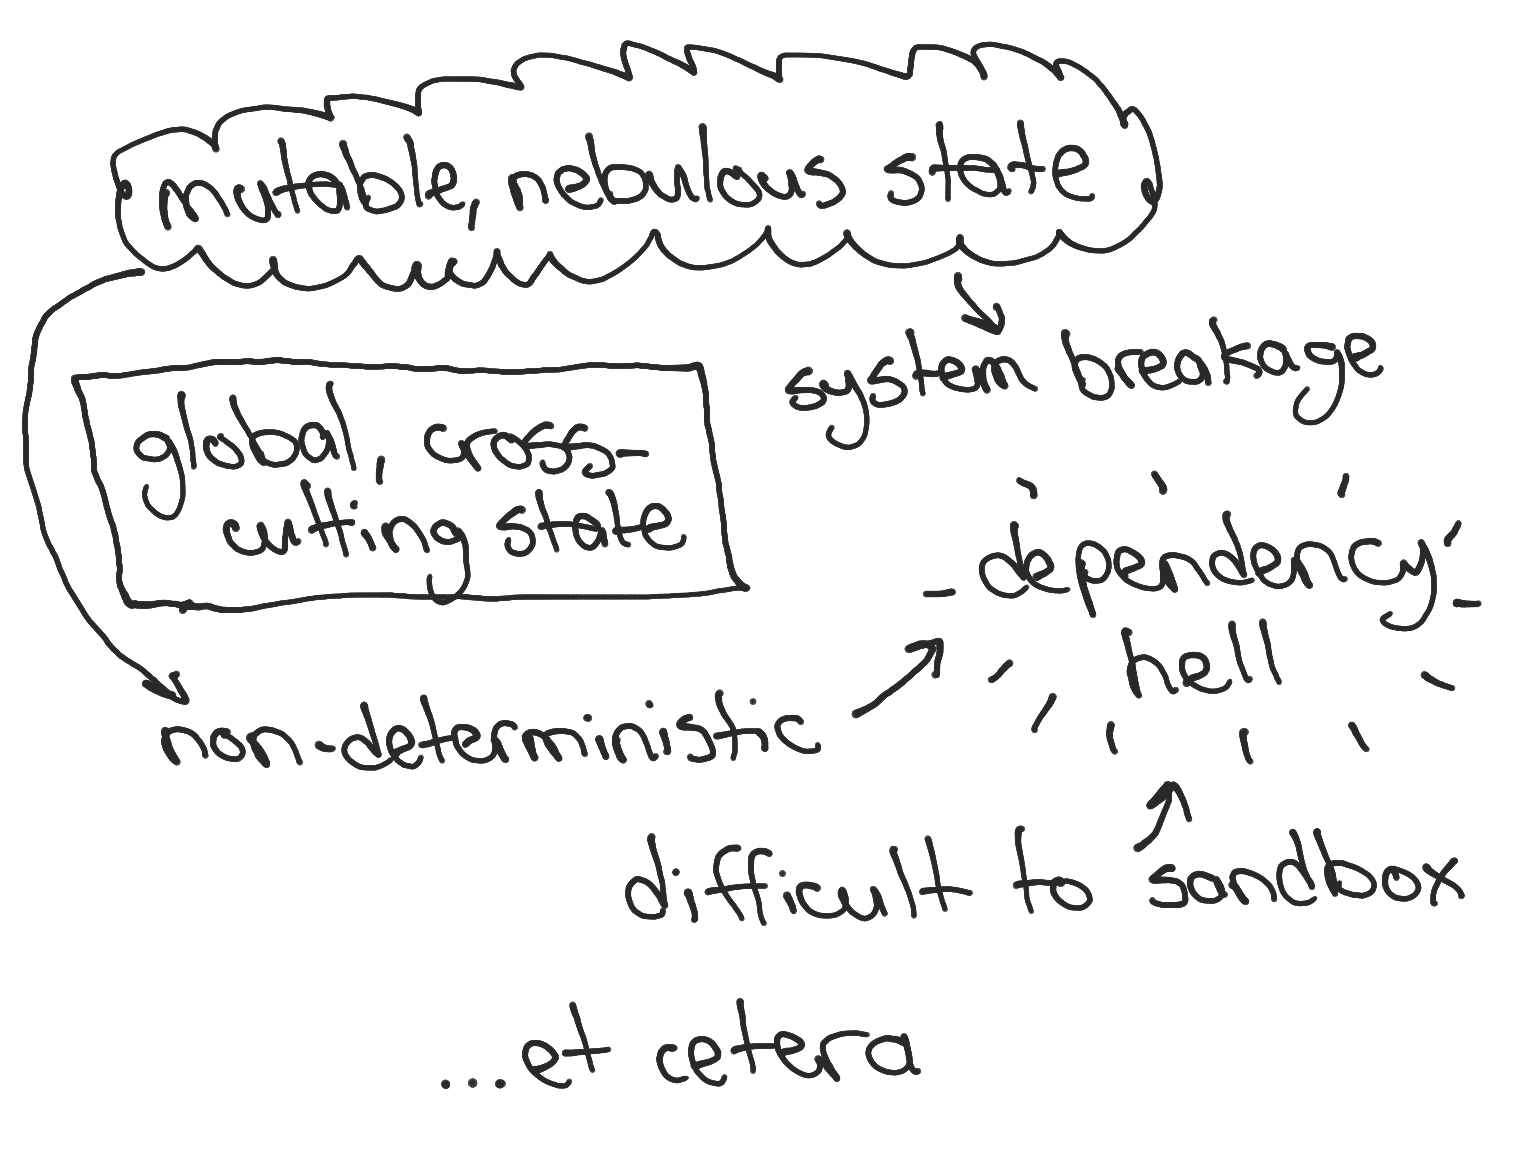 mutable, nebulous state
system breakage
global, cross-
cutting state
dependency
hell
non-deterministic
difficult to sandbox
...et cetera